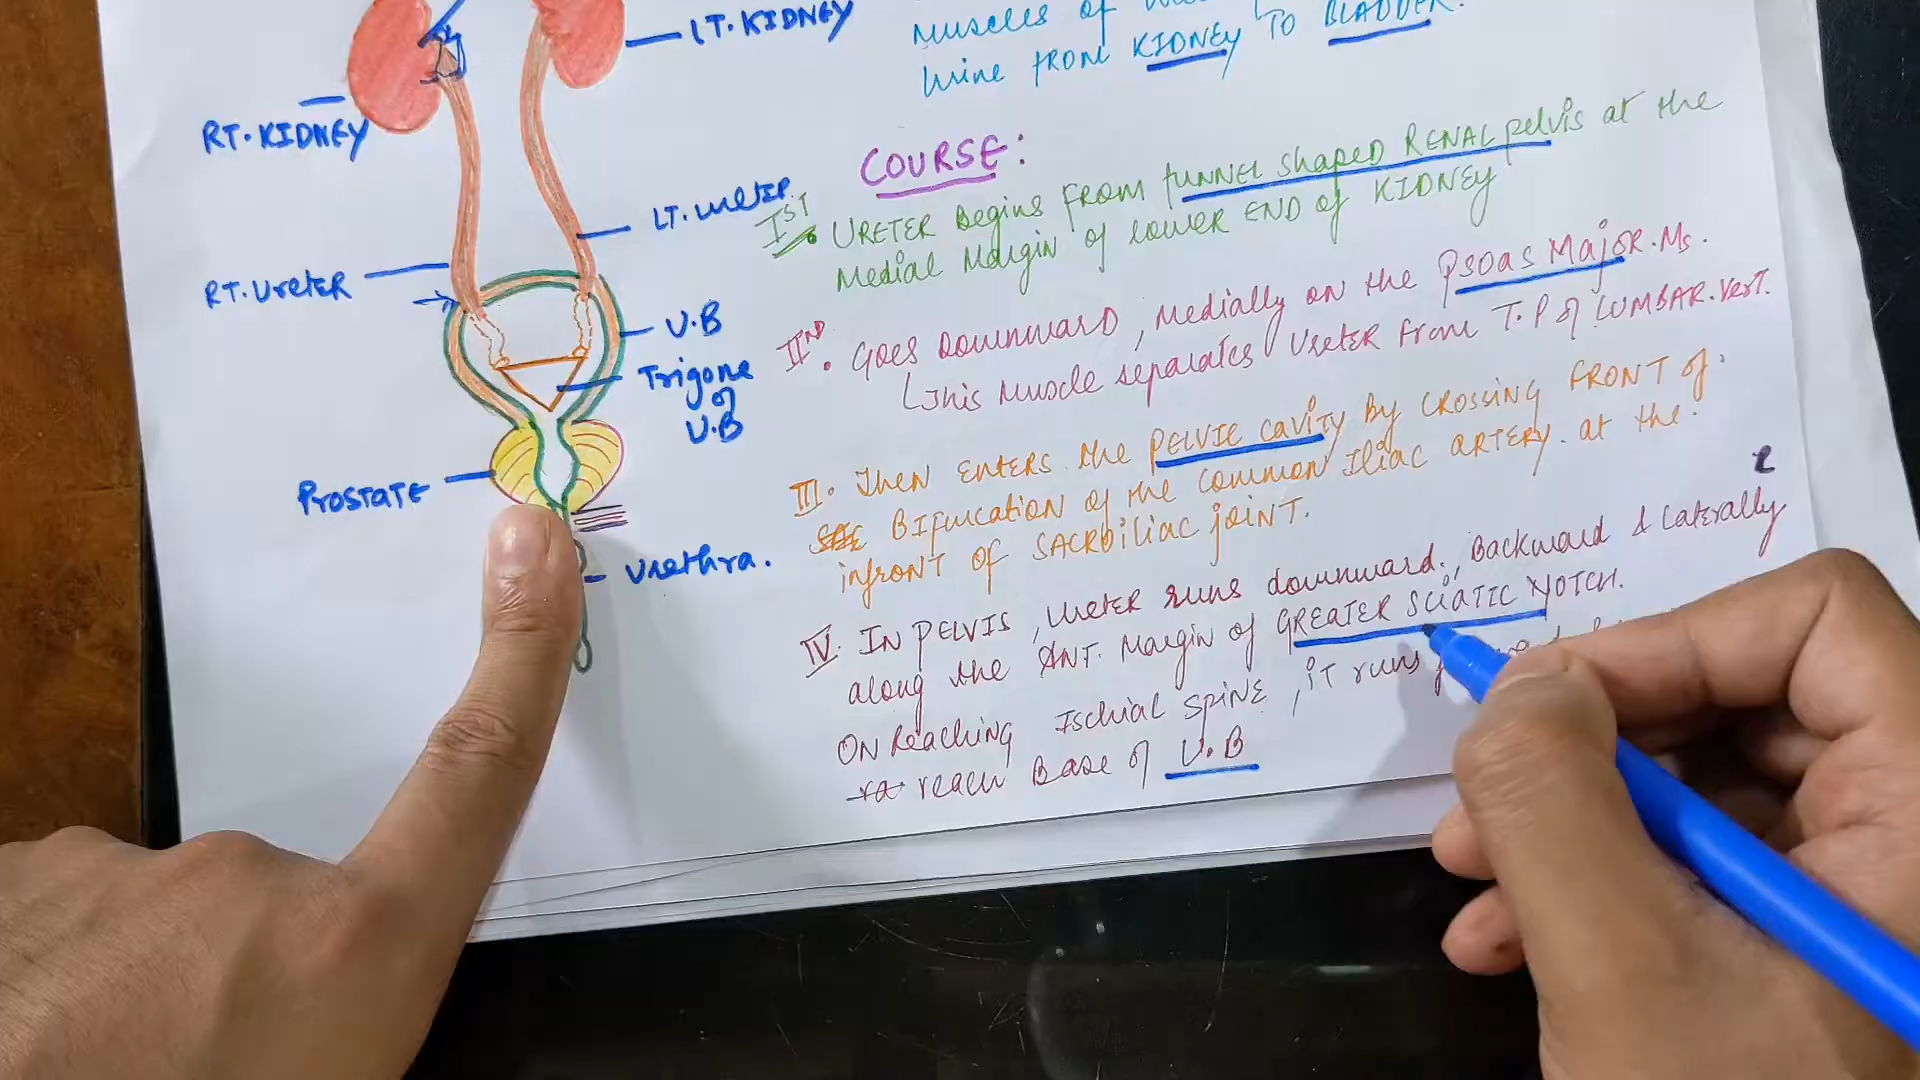 LT. KIDNEY
RT. KIDNEY
LT. ureter
RT. Ureter
U.B
Trigone
of
U.B
Prostate
Urethra.
Muscles of
Urine from KIDNEY TO BLADDER.
COURSE:
IST. URETER Begins From funnel shaped RENAL pelvis at the
Medial Margin of lower END of KIDNEY
IIND. Goes Downward, Medially on the Psoas Major. Ms.
This Muscle separates Ureter from T.P of LUMBAR. vert.
III. Then Enters the Pelvic cavity By crossing FRONT of
Bifurcation of the common Iliac ARTERY. at the
infront of SACROiliac joint.
IV. In PELVIS, ureter runs downward, Backward & Laterally
along the ANT. Margin of GREATER SCIATIC NOTCH.
On Reaching Ischial spine, it runs
reach Base of U.B